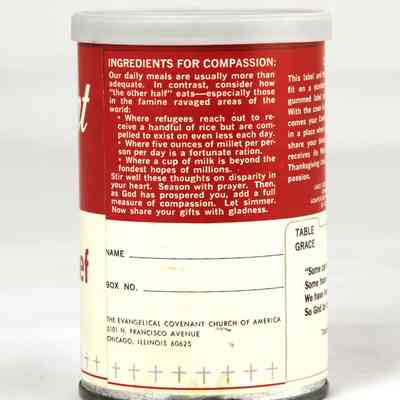 INGREDIENTS FOR COMPASSION:
Our daily meals are usually more than
adequate. In contrast, consider how
"the other half" eats—especially those
in the famine ravaged areas of the
world:
• Where refugees reach out to re-
ceive a handful of rice but are com-
pelled to exist on even less each day.
• Where five ounces of millet per per-
son per day is a fortunate ration.
• Where a cup of milk is beyond the
fondest hopes of millions.
Stir well these thoughts on disparity in
your heart. Season with prayer. Then,
as God has prospered you, add a full
measure of compassion. Let simmer.
Now share your gifts with gladness.
NAME
BOX NO.
THE EVANGELICAL COVENANT CHURCH OF AMERICA
5101 N. FRANCISCO AVENUE
CHICAGO, ILLINOIS 60625
This label and
fit on a
gummed label
With the
comes your
in a place
share your
receives
Thanksgiving
passion.
TABLE
GRACE
"Some
Some
We
So God